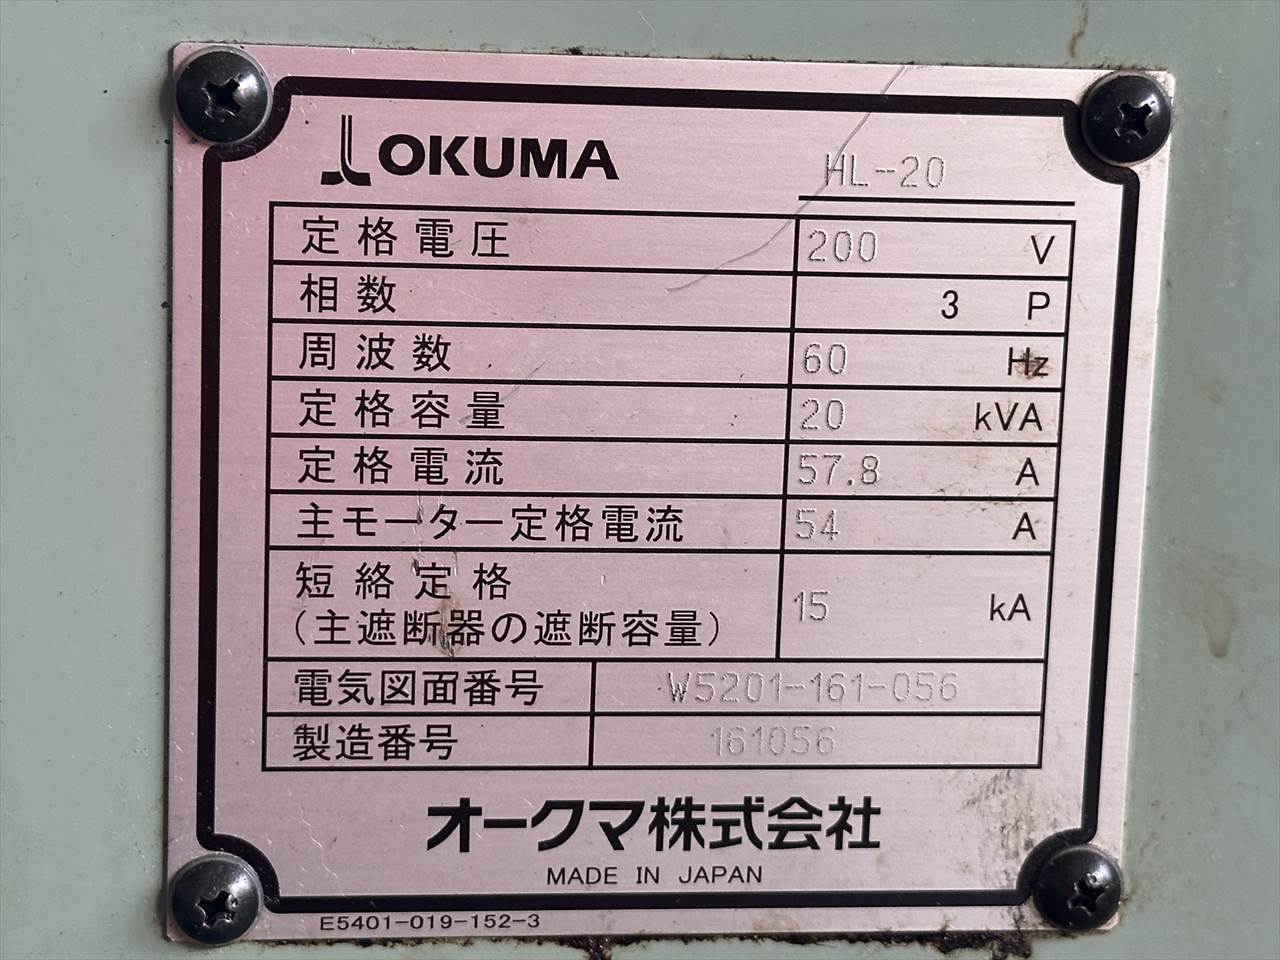 OKUMA
HL-20
定格電圧 200 V
相数 3 P
周波数 60 Hz
定格容量 20 kVA
定格電流 57.8 A
主モーター定格電流 54 A
短絡定格
(主遮断器の遮断容量) 15 kA
電気図面番号 W5201-161-056
製造番号 161056
オークマ株式会社
MADE IN JAPAN
E5401-019-152-3